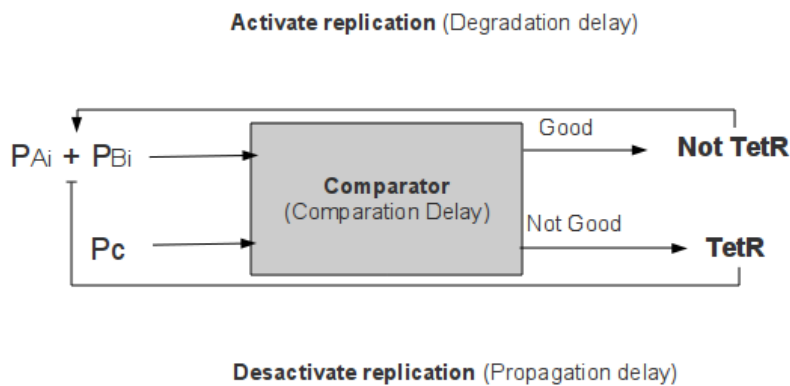 Activate replication (Degradation delay)
Good
PAi + PBi
Not TetR
Comparator
(Comparation Delay)
Not Good
Pc
TetR
Desactivate replication (Propagation delay)